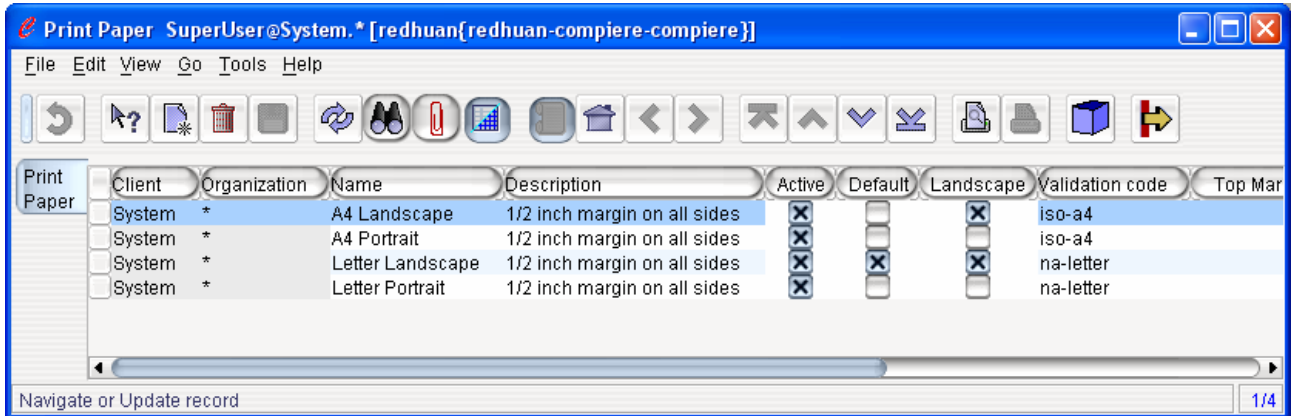 Print Paper SuperUser@System.* [redhuan{redhuan-compiere-compiere}]
File Edit View Go Tools Help
Print Paper
Client Organization Name Description Active Default Landscape Validation code Top Mar
System * A4 Landscape 1/2 inch margin on all sides iso-a4
System * A4 Portrait 1/2 inch margin on all sides iso-a4
System * Letter Landscape 1/2 inch margin on all sides na-letter
System * Letter Portrait 1/2 inch margin on all sides na-letter
Navigate or Update record 1/4